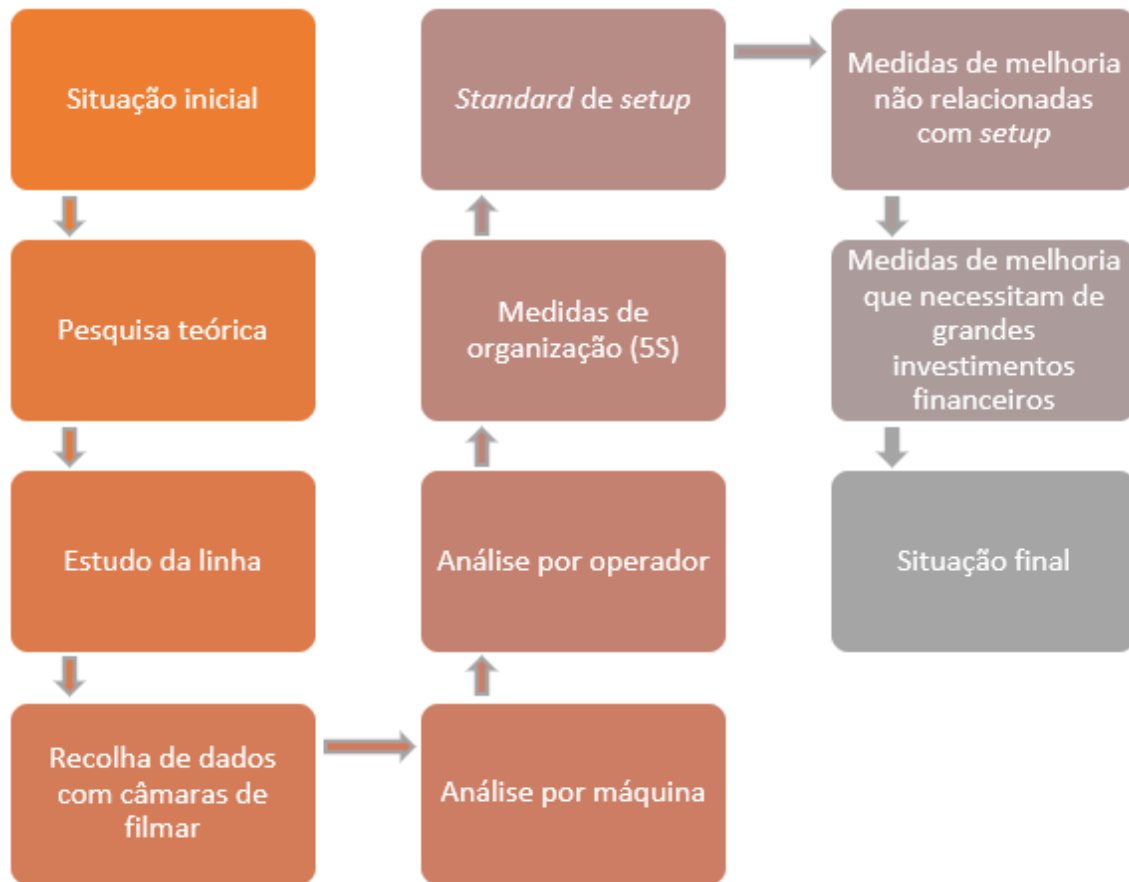 Situação inicial
Pesquisa teórica
Estudo da linha
Recolha de dados
com câmaras de
filmar
Análise por máquina
Análise por operador
Medidas de
organização (5S)
Standard de setup
Medidas de melhoria
não relacionadas
com setup
Medidas de melhoria
que necessitam de
grandes
investimentos
financeiros
Situação final